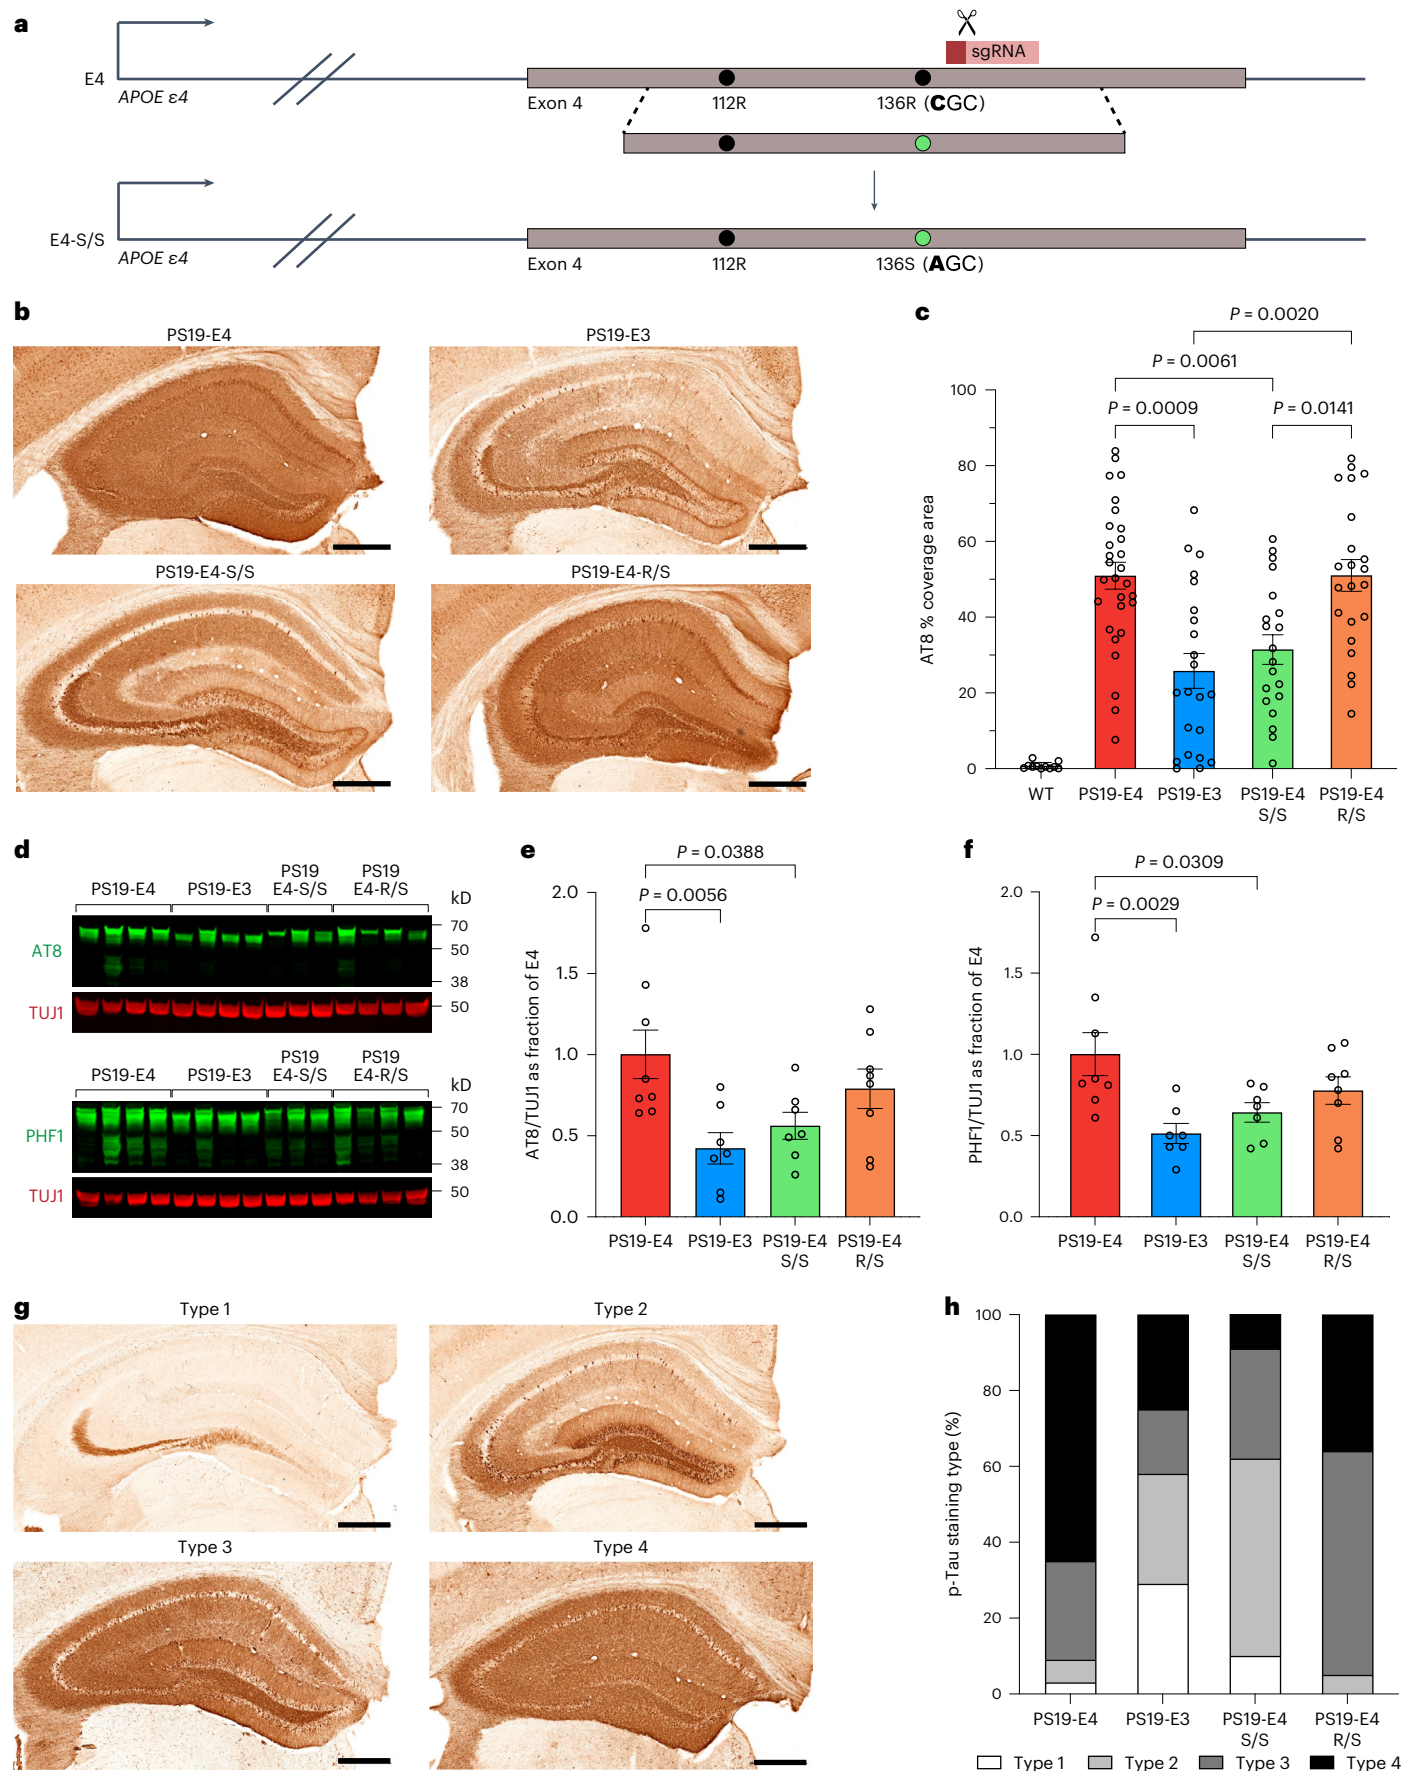 a
sgRNA
E4
APOE ε4
Exon 4
112R
136R (CGC)
E4-S/S
APOE ε4
Exon 4
112R
136S (AGC)
b
PS19-E4
PS19-E3
PS19-E4-S/S
PS19-E4-R/S
c
P = 0.0020
P = 0.0061
P = 0.0009
P = 0.0141
AT8 % coverage area
100
80
60
40
20
0
WT
PS19-E4
PS19-E3
PS19-E4
S/S
PS19-E4
R/S
d
PS19-E4
PS19-E3
PS19
E4-S/S
PS19
E4-R/S
kD
70
50
38
50
AT8
TUJ1
PS19-E4
PS19-E3
PS19
E4-S/S
PS19
E4-R/S
kD
70
50
38
50
PHF1
TUJ1
e
P = 0.0388
P = 0.0056
AT8/TUJ1 as fraction of E4
2.0
1.5
1.0
0.5
0.0
PS19-E4
PS19-E3
PS19-E4
S/S
PS19-E4
R/S
f
P = 0.0309
P = 0.0029
PHF1/TUJ1 as fraction of E4
2.0
1.5
1.0
0.5
0.0
PS19-E4
PS19-E3
PS19-E4
S/S
PS19-E4
R/S
g
Type 1
Type 2
Type 3
Type 4
h
p-Tau staining type (%)
100
80
60
40
20
0
PS19-E4
PS19-E3
PS19-E4
S/S
PS19-E4
R/S
Type 1
Type 2
Type 3
Type 4